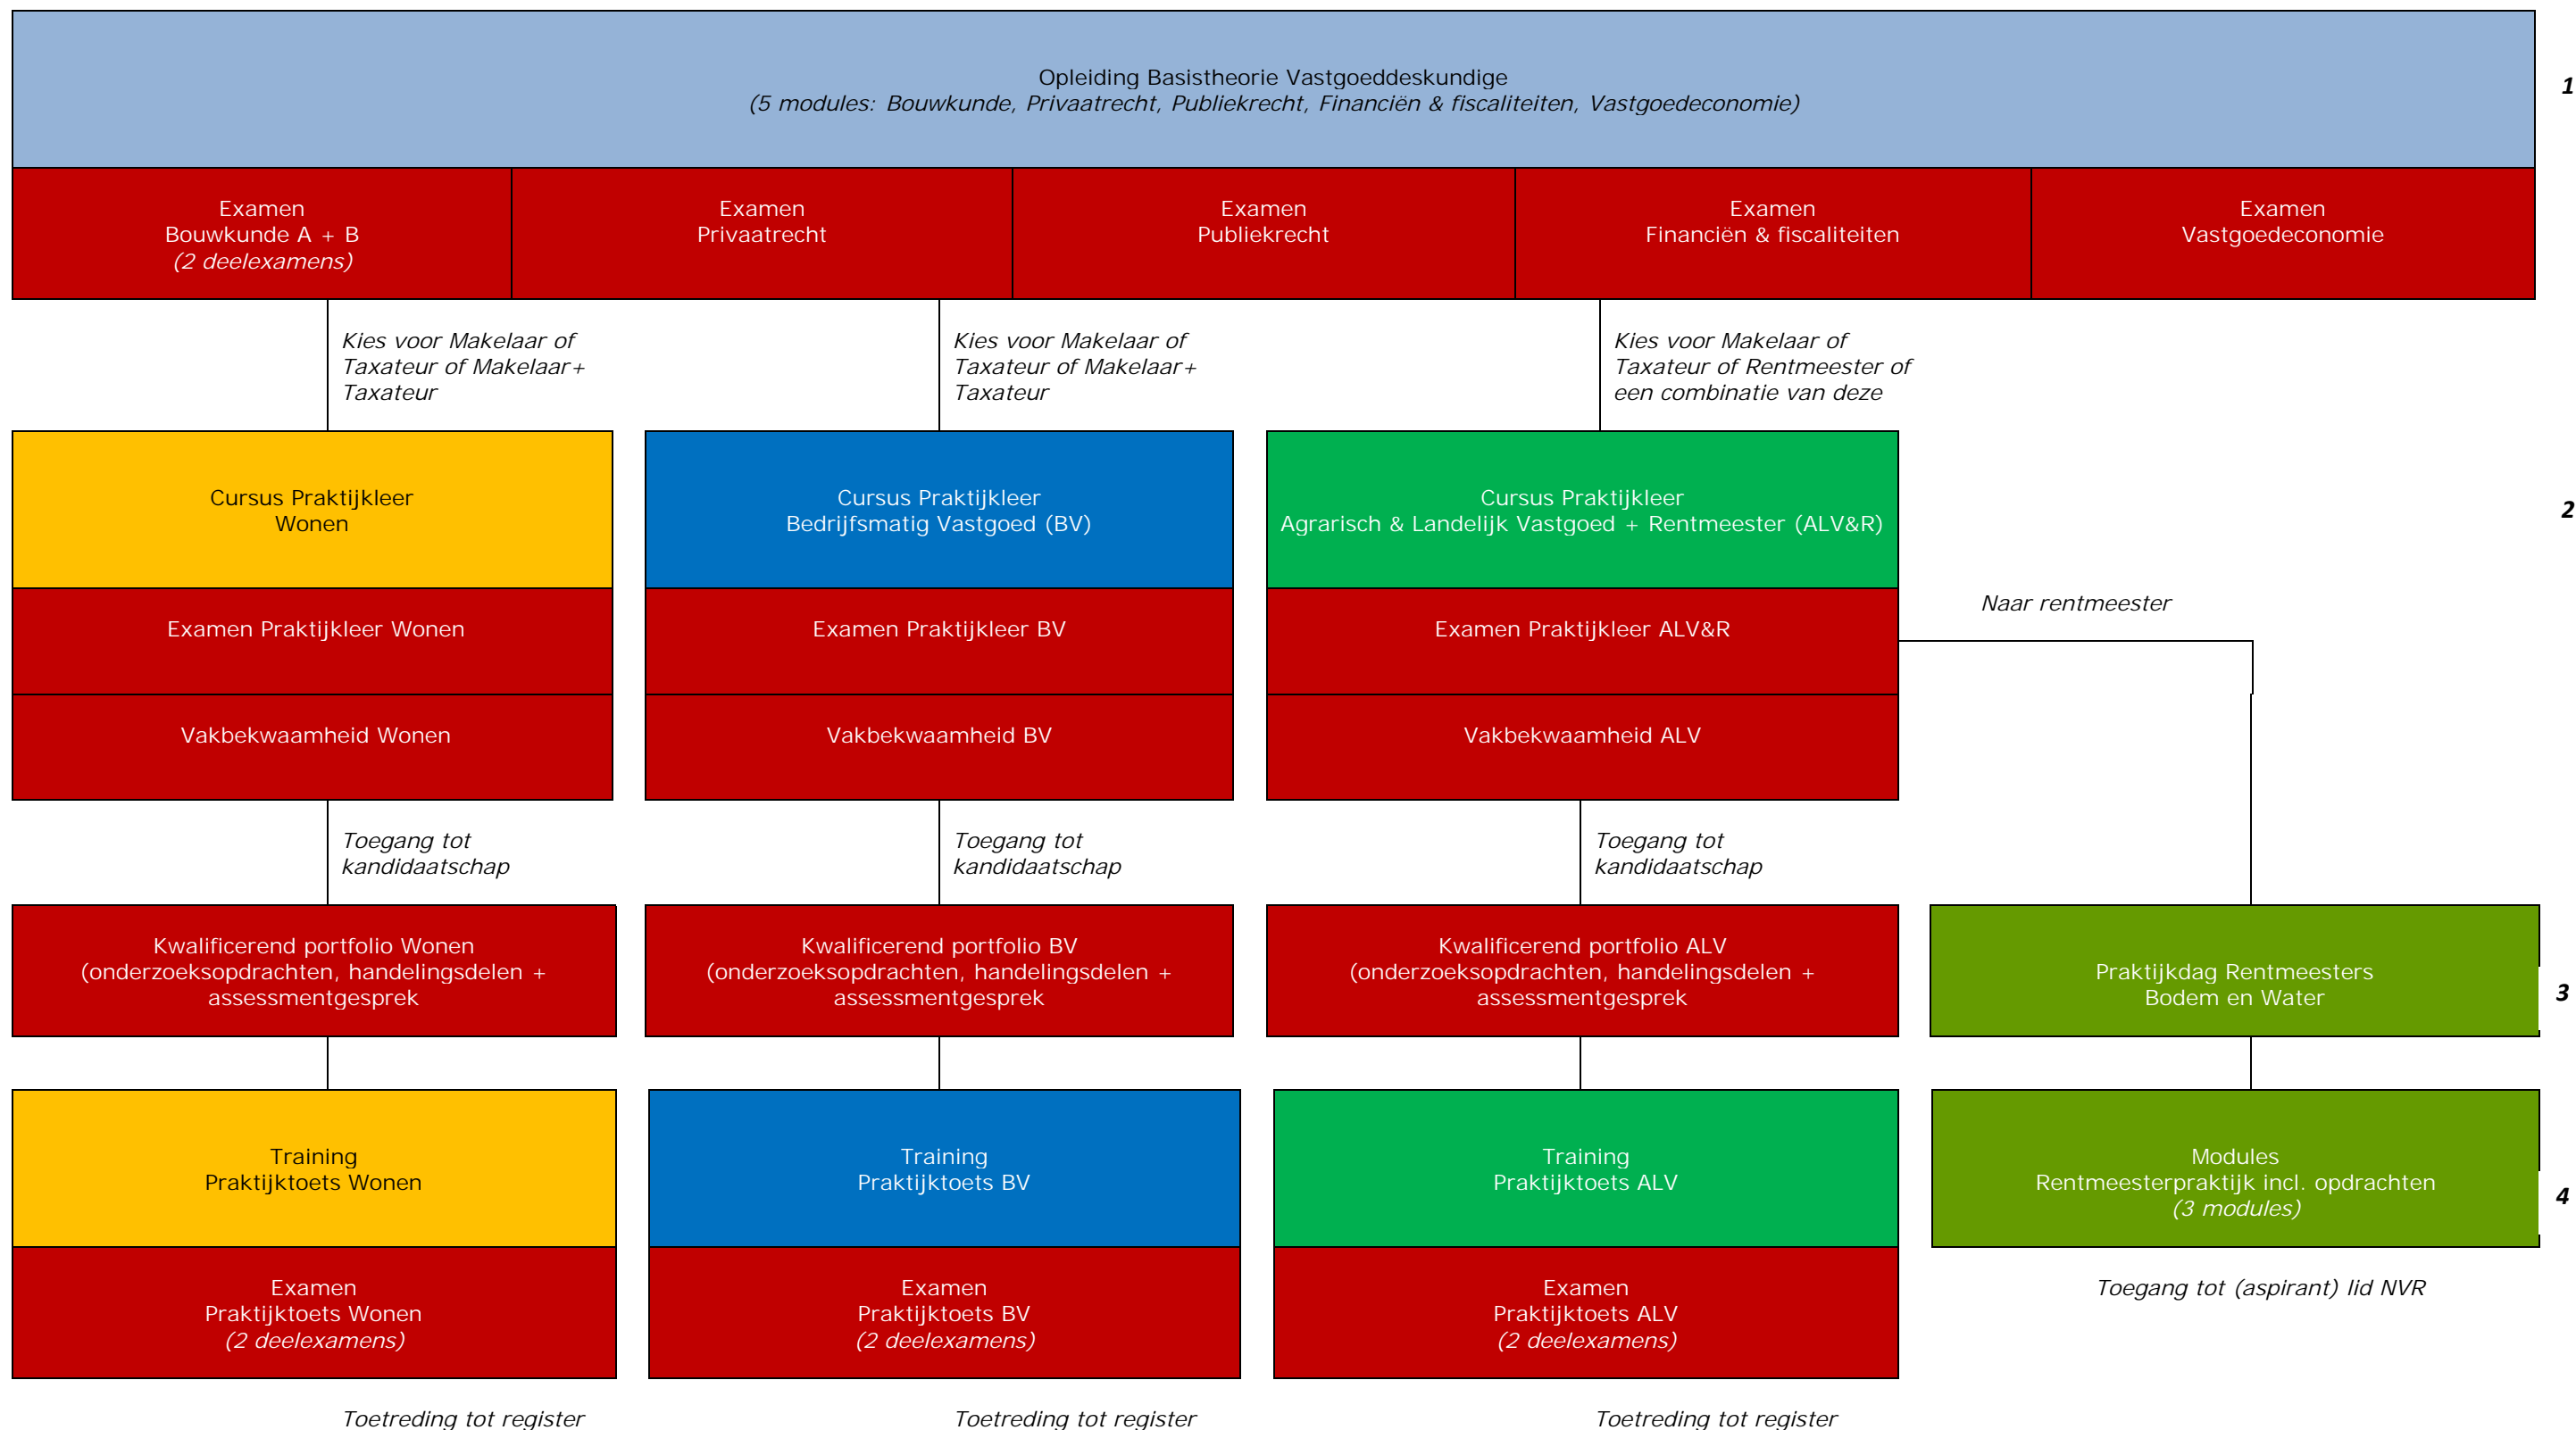 Opleiding Basistheorie Vastgoeddeskundige
(5 modules: Bouwkunde, Privaatrecht, Publiekrecht, Financiën & fiscaliteiten, Vastgoedeconomie)
1
Examen
Bouwkunde A + B
(2 deelexamens)
Examen
Privaatrecht
Examen
Publiekrecht
Examen
Financiën & fiscaliteiten
Examen
Vastgoedeconomie
Kies voor Makelaar of
Taxateur of Makelaar+
Taxateur
Kies voor Makelaar of
Taxateur of Makelaar+
Taxateur
Kies voor Makelaar of
Taxateur of Rentmeester of
een combinatie van deze
Cursus Praktijkleer
Wonen
Cursus Praktijkleer
Bedrijfsmatig Vastgoed (BV)
Cursus Praktijkleer
Agrarisch & Landelijk Vastgoed + Rentmeester (ALV&R)
2
Examen Praktijkleer Wonen
Examen Praktijkleer BV
Examen Praktijkleer ALV&R
Naar rentmeester
Vakbekwaamheid Wonen
Vakbekwaamheid BV
Vakbekwaamheid ALV
Toegang tot
kandidaatschap
Toegang tot
kandidaatschap
Toegang tot
kandidaatschap
Kwalificerend portfolio Wonen
(onderzoeksopdrachten, handelingsdelen +
assessmentgesprek
Kwalificerend portfolio BV
(onderzoeksopdrachten, handelingsdelen +
assessmentgesprek
Kwalificerend portfolio ALV
(onderzoeksopdrachten, handelingsdelen +
assessmentgesprek
Praktijkdag Rentmeesters
Bodem en Water
3
Training
Praktijktoets Wonen
Training
Praktijktoets BV
Training
Praktijktoets ALV
Modules
Rentmeesterpraktijk incl. opdrachten
(3 modules)
4
Examen
Praktijktoets Wonen
(2 deelexamens)
Examen
Praktijktoets BV
(2 deelexamens)
Examen
Praktijktoets ALV
(2 deelexamens)
Toegang tot (aspirant) lid NVR
Toetreding tot register
Toetreding tot register
Toetreding tot register